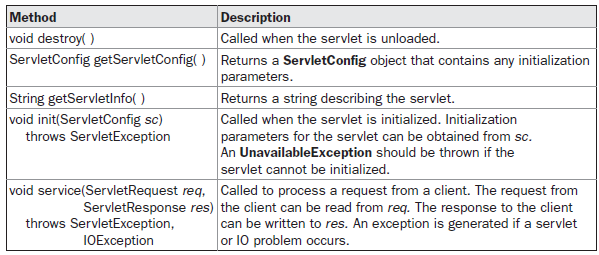 Method Description
void destroy( ) Called when the servlet is unloaded.
ServletConfig getServletConfig( ) Returns a ServletConfig object that contains any initialization
parameters.
String getServletInfo( ) Returns a string describing the servlet.
void init(ServletConfig sc) Called when the servlet is initialized. Initialization
throws ServletException parameters for the servlet can be obtained from sc.
An UnavailableException should be thrown if the
servlet cannot be initialized.
void service(ServletRequest req, Called to process a request from a client. The request from
ServletResponse res) the client can be read from req. The response to the client
throws ServletException, can be written to res. An exception is generated if a servlet
IOException or IO problem occurs.